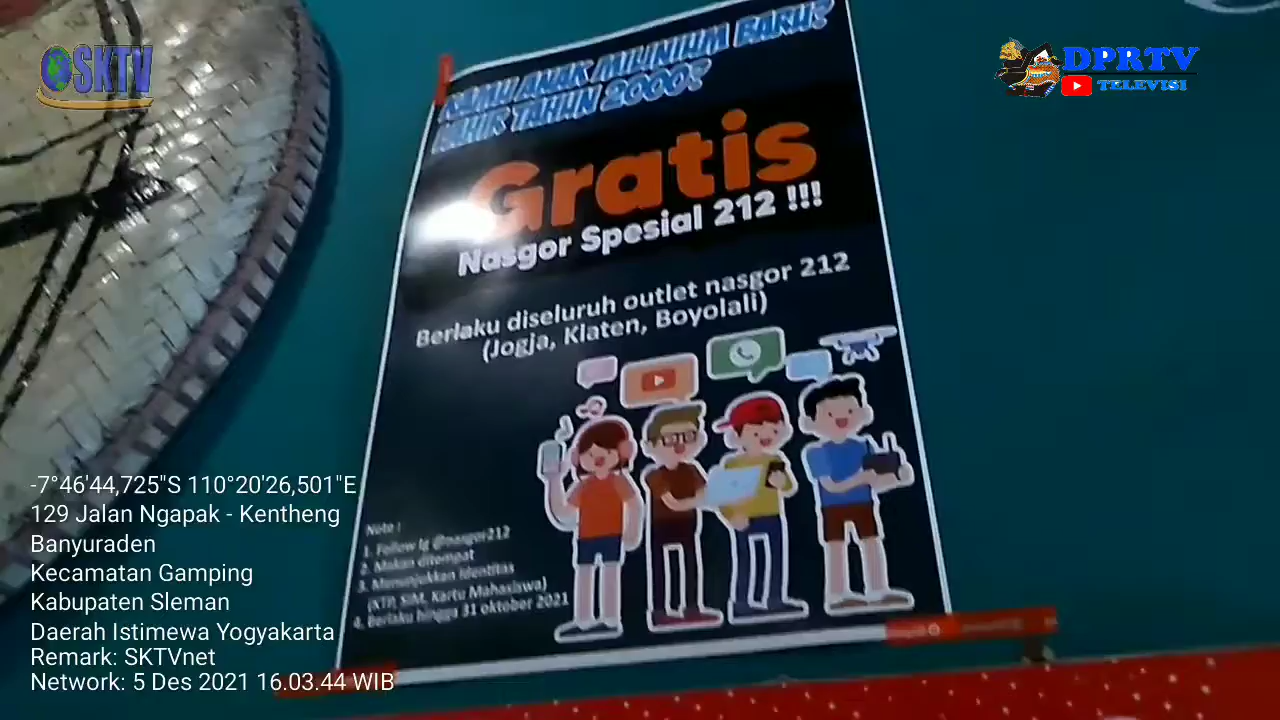 SKTV
DPRTV
TELEVISI
KAMU ANAK MILINIUM BARU?
LAHIR TAHUN 2000?
Gratis
Nasgor Spesial 212 !!!
Berlaku diseluruh outlet nasgor 212
(Jogja, Klaten, Boyolali)
Note :
1. Follow Ig @nasgor212
2. Makan ditempat
3. Menunjukkan Identitas
(KTP, SIM, Kartu Mahasiswa)
4. Berlaku hingga 31 oktober 2021
-7°46'44,725"S 110°20'26,501"E
129 Jalan Ngapak - Kentheng
Banyuraden
Kecamatan Gamping
Kabupaten Sleman
Daerah Istimewa Yogyakarta
Remark: SKTVnet
Network: 5 Des 2021 16.03.44 WIB